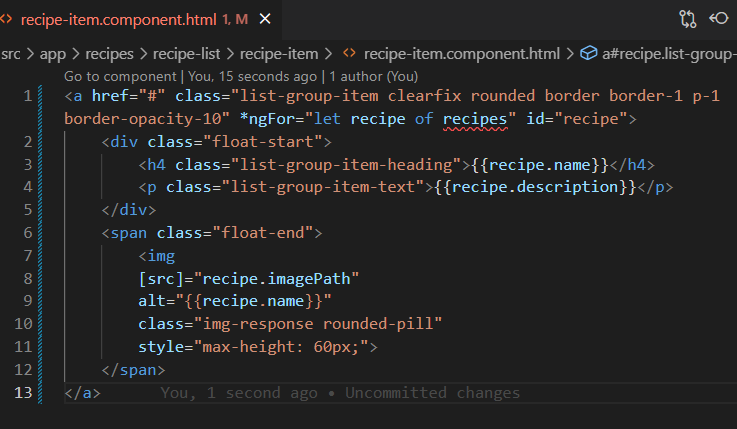 recipe-item.component.html 1, M
src > app > recipes > recipe-list > recipe-item > recipe-item.component.html > a#recipe.list-group-
Go to component | You, 15 seconds ago | 1 author (You)
1 <a href="#" class="list-group-item clearfix rounded border border-1 p-1
border-opacity-10" *ngFor="let recipe of recipes" id="recipe">
2 <div class="float-start">
3 <h4 class="list-group-item-heading">{{recipe.name}}</h4>
4 <p class="list-group-item-text">{{recipe.description}}</p>
5 </div>
6 <span class="float-end">
7 <img
8 [src]="recipe.imagePath"
9 alt="{{recipe.name}}"
10 class="img-response rounded-pill"
11 style="max-height: 60px;">
12 </span>
13 </a> You, 1 second ago • Uncommitted changes